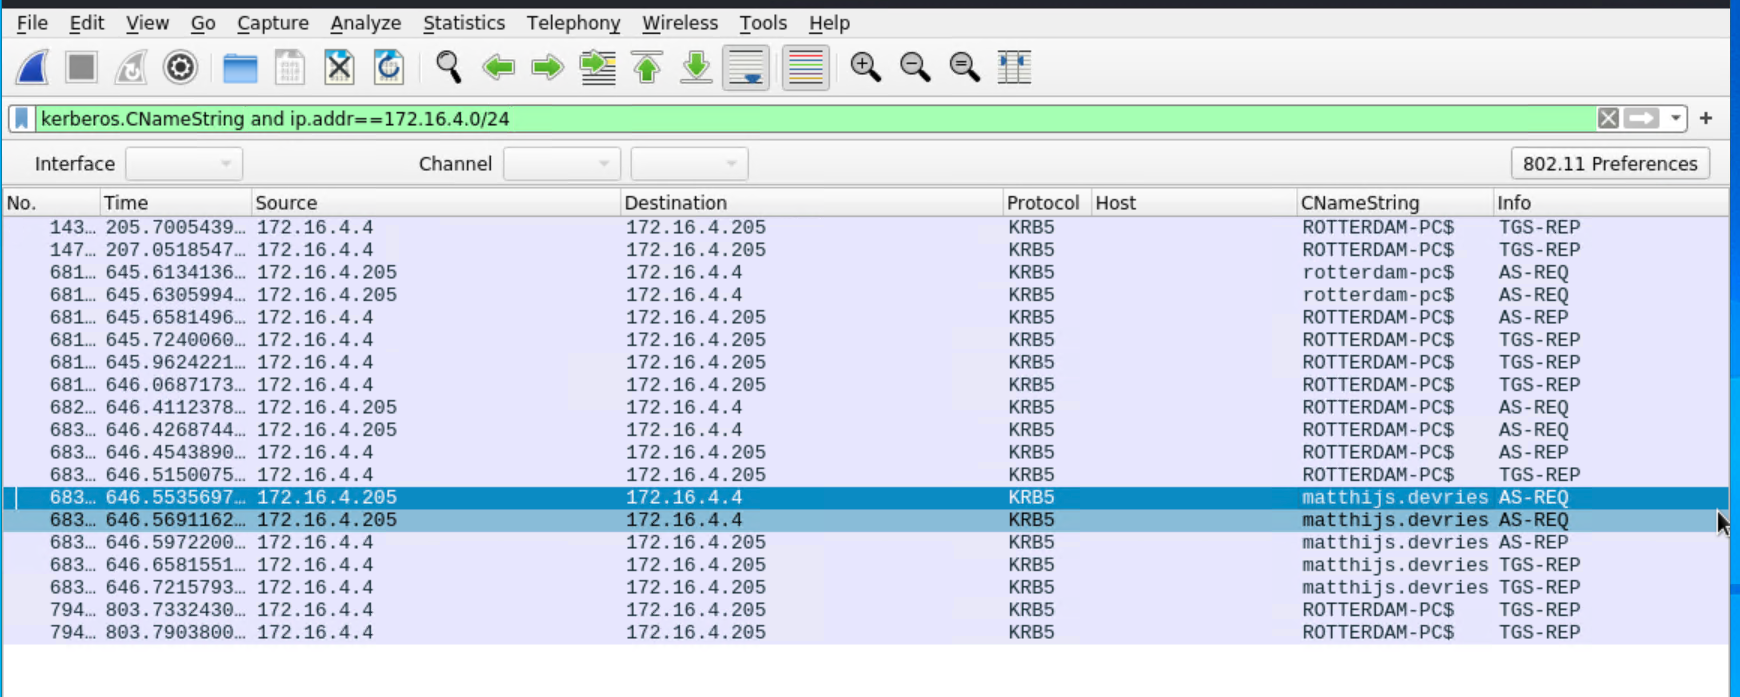 File Edit View Go Capture Analyze Statistics Telephony Wireless Tools Help
kerberos.CNameString and ip.addr==172.16.4.0/24 +
Interface Channel 802.11 Preferences
No. Time Source Destination Protocol Host CNameString Info
143… 205.7005439… 172.16.4.4 172.16.4.205 KRB5 ROTTERDAM-PC$ TGS-REP
147… 207.0518547… 172.16.4.4 172.16.4.205 KRB5 ROTTERDAM-PC$ TGS-REP
681… 645.6134136… 172.16.4.205 172.16.4.4 KRB5 rotterdam-pc$ AS-REQ
681… 645.6305994… 172.16.4.205 172.16.4.4 KRB5 rotterdam-pc$ AS-REQ
681… 645.6581496… 172.16.4.4 172.16.4.205 KRB5 ROTTERDAM-PC$ AS-REP
681… 645.7240060… 172.16.4.4 172.16.4.205 KRB5 ROTTERDAM-PC$ TGS-REP
681… 645.9624221… 172.16.4.4 172.16.4.205 KRB5 ROTTERDAM-PC$ TGS-REP
681… 646.0687173… 172.16.4.4 172.16.4.205 KRB5 ROTTERDAM-PC$ TGS-REP
682… 646.4112378… 172.16.4.205 172.16.4.4 KRB5 ROTTERDAM-PC$ AS-REQ
683… 646.4268744… 172.16.4.205 172.16.4.4 KRB5 ROTTERDAM-PC$ AS-REQ
683… 646.4543890… 172.16.4.4 172.16.4.205 KRB5 ROTTERDAM-PC$ AS-REP
683… 646.5150075… 172.16.4.4 172.16.4.205 KRB5 ROTTERDAM-PC$ TGS-REP
683… 646.5535697… 172.16.4.205 172.16.4.4 KRB5 matthijs.devries AS-REQ
683… 646.5691162… 172.16.4.205 172.16.4.4 KRB5 matthijs.devries AS-REQ
683… 646.5972200… 172.16.4.4 172.16.4.205 KRB5 matthijs.devries AS-REP
683… 646.6581551… 172.16.4.4 172.16.4.205 KRB5 matthijs.devries TGS-REP
683… 646.7215793… 172.16.4.4 172.16.4.205 KRB5 matthijs.devries TGS-REP
794… 803.7332430… 172.16.4.4 172.16.4.205 KRB5 ROTTERDAM-PC$ TGS-REP
794… 803.7903800… 172.16.4.4 172.16.4.205 KRB5 ROTTERDAM-PC$ TGS-REP